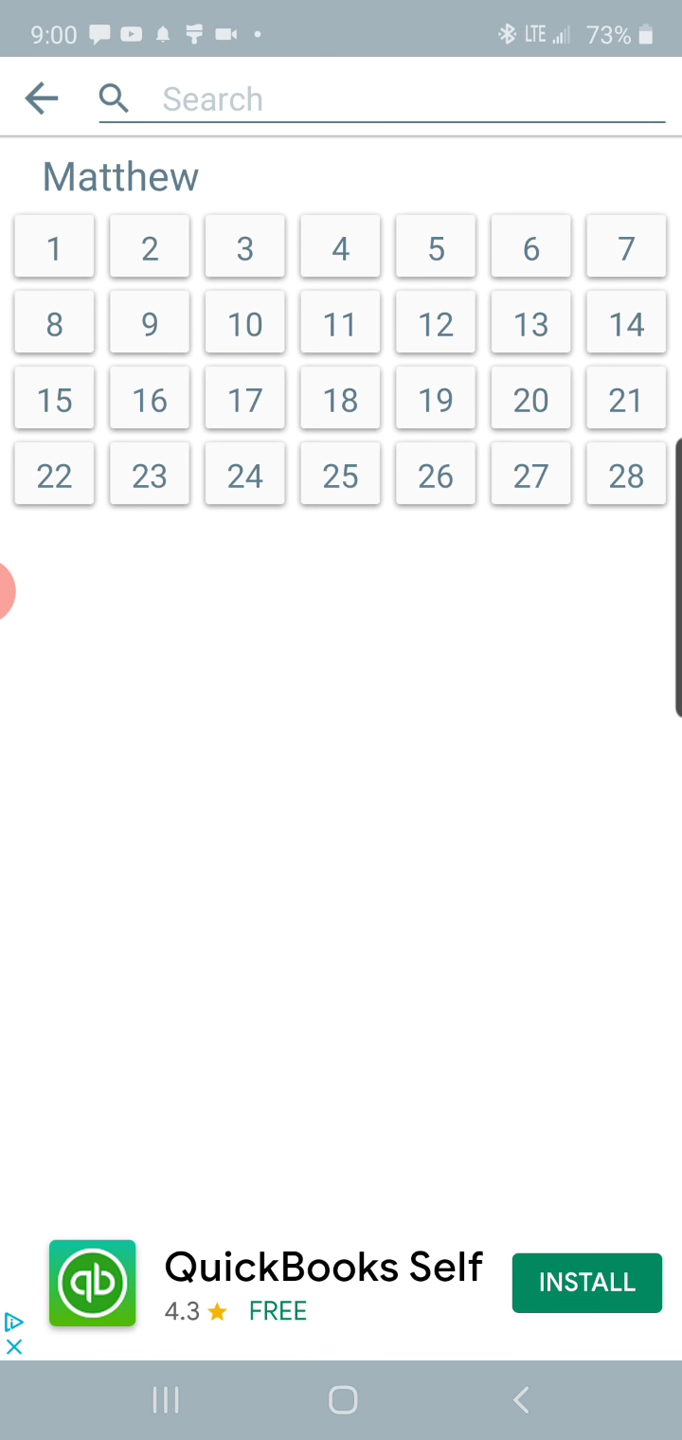 9:00 LTE 73%
Search
Matthew
1 2 3 4 5 6 7
8 9 10 11 12 13 14
15 16 17 18 19 20 21
22 23 24 25 26 27 28
qb QuickBooks Self INSTALL
4.3 FREE